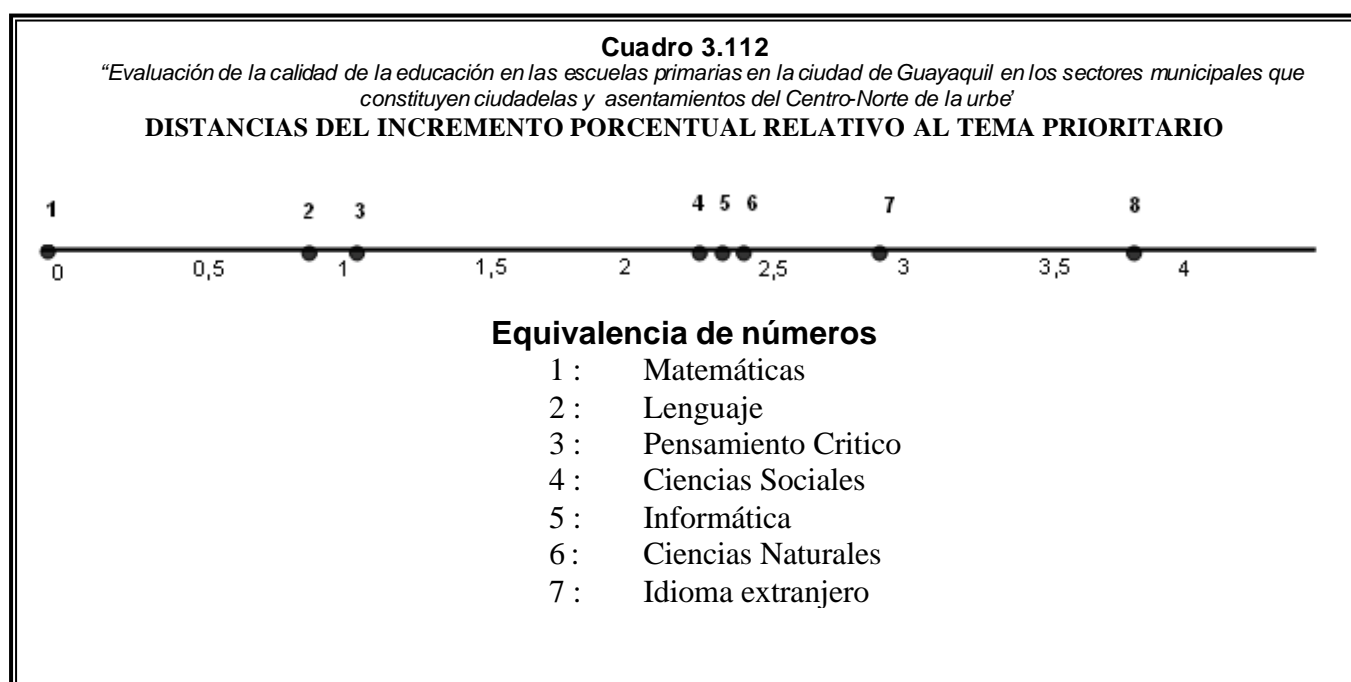 Cuadro 3.112
“Evaluación de la calidad de la educación en las escuelas primarias en la ciudad de Guayaquil en los sectores municipales que
constituyen ciudadelas y asentamientos del Centro-Norte de la urbe’
DISTANCIAS DEL INCREMENTO PORCENTUAL RELATIVO AL TEMA PRIORITARIO
1 2 3 4 5 6 7 8
0 0,5 1 1,5 2 2,5 3 3,5 4
Equivalencia de números
1 : Matemáticas
2 : Lenguaje
3 : Pensamiento Critico
4 : Ciencias Sociales
5 : Informática
6 : Ciencias Naturales
7 : Idioma extranjero